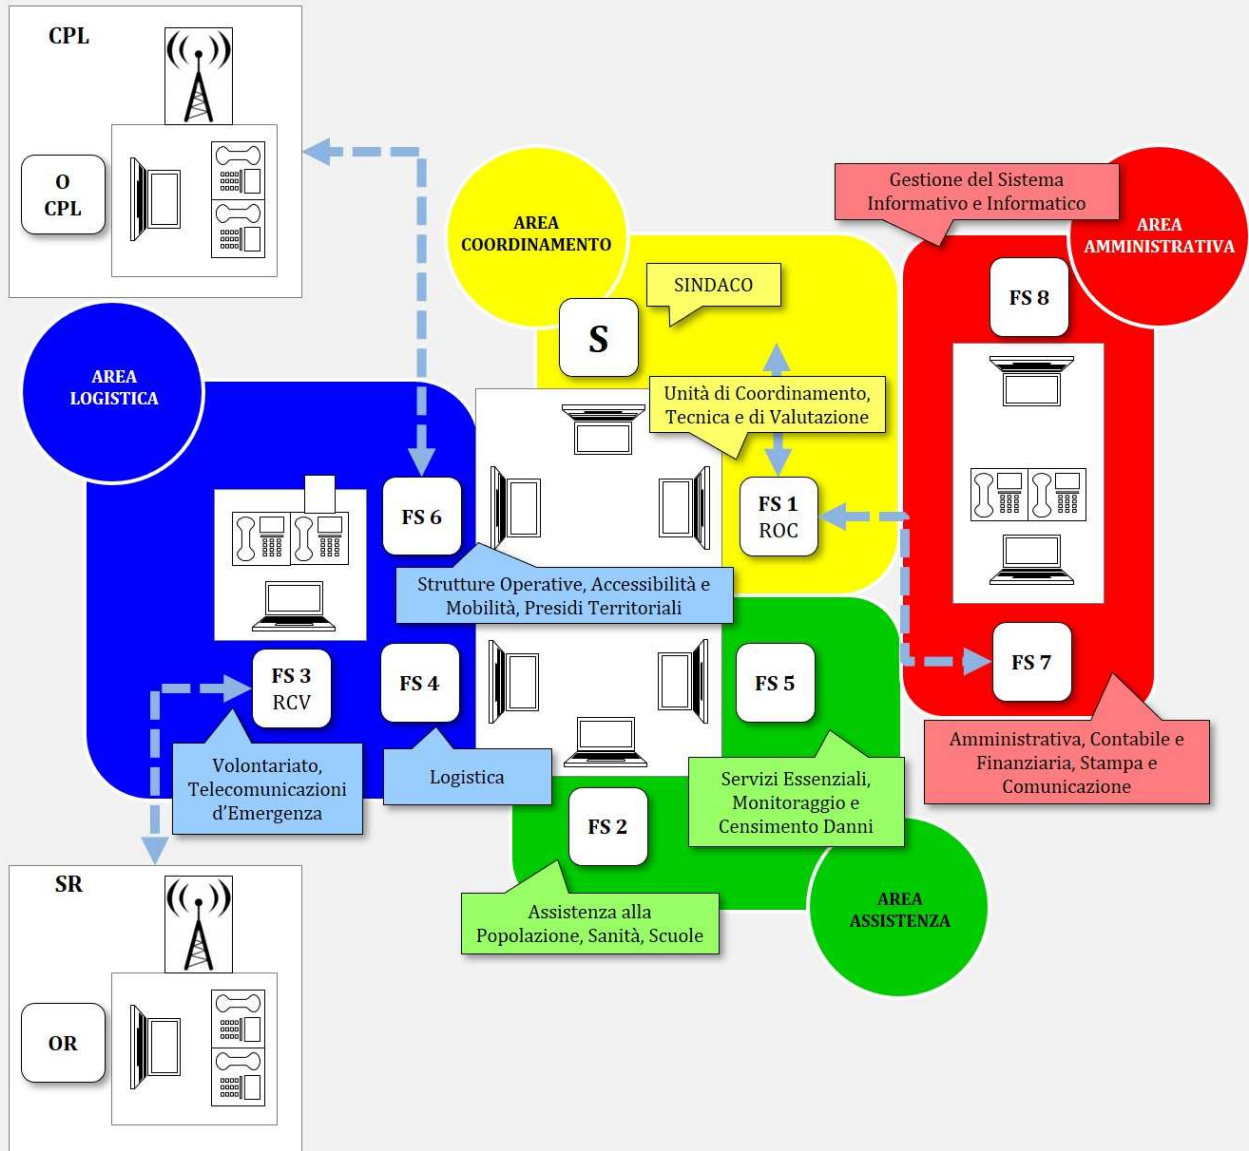 CPL
O
CPL
AREA
COORDINAMENTO
Gestione del Sistema
Informativo e Informatico
AREA
AMMINISTRATIVA
SINDACO
FS 8
S
AREA
LOGISTICA
Unità di Coordinamento,
Tecnica e di Valutazione
FS 6
FS 1
ROC
Strutture Operative, Accessibilità e
Mobilità, Presidi Territoriali
FS 3
RCV
FS 4
FS 5
FS 7
Volontariato,
Telecomunicazioni
d'Emergenza
Logistica
Servizi Essenziali,
Monitoraggio e
Censimento Danni
Amministrativa, Contabile e
Finanziaria, Stampa e
Comunicazione
FS 2
SR
Assistenza alla
Popolazione, Sanità, Scuole
AREA
ASSISTENZA
OR